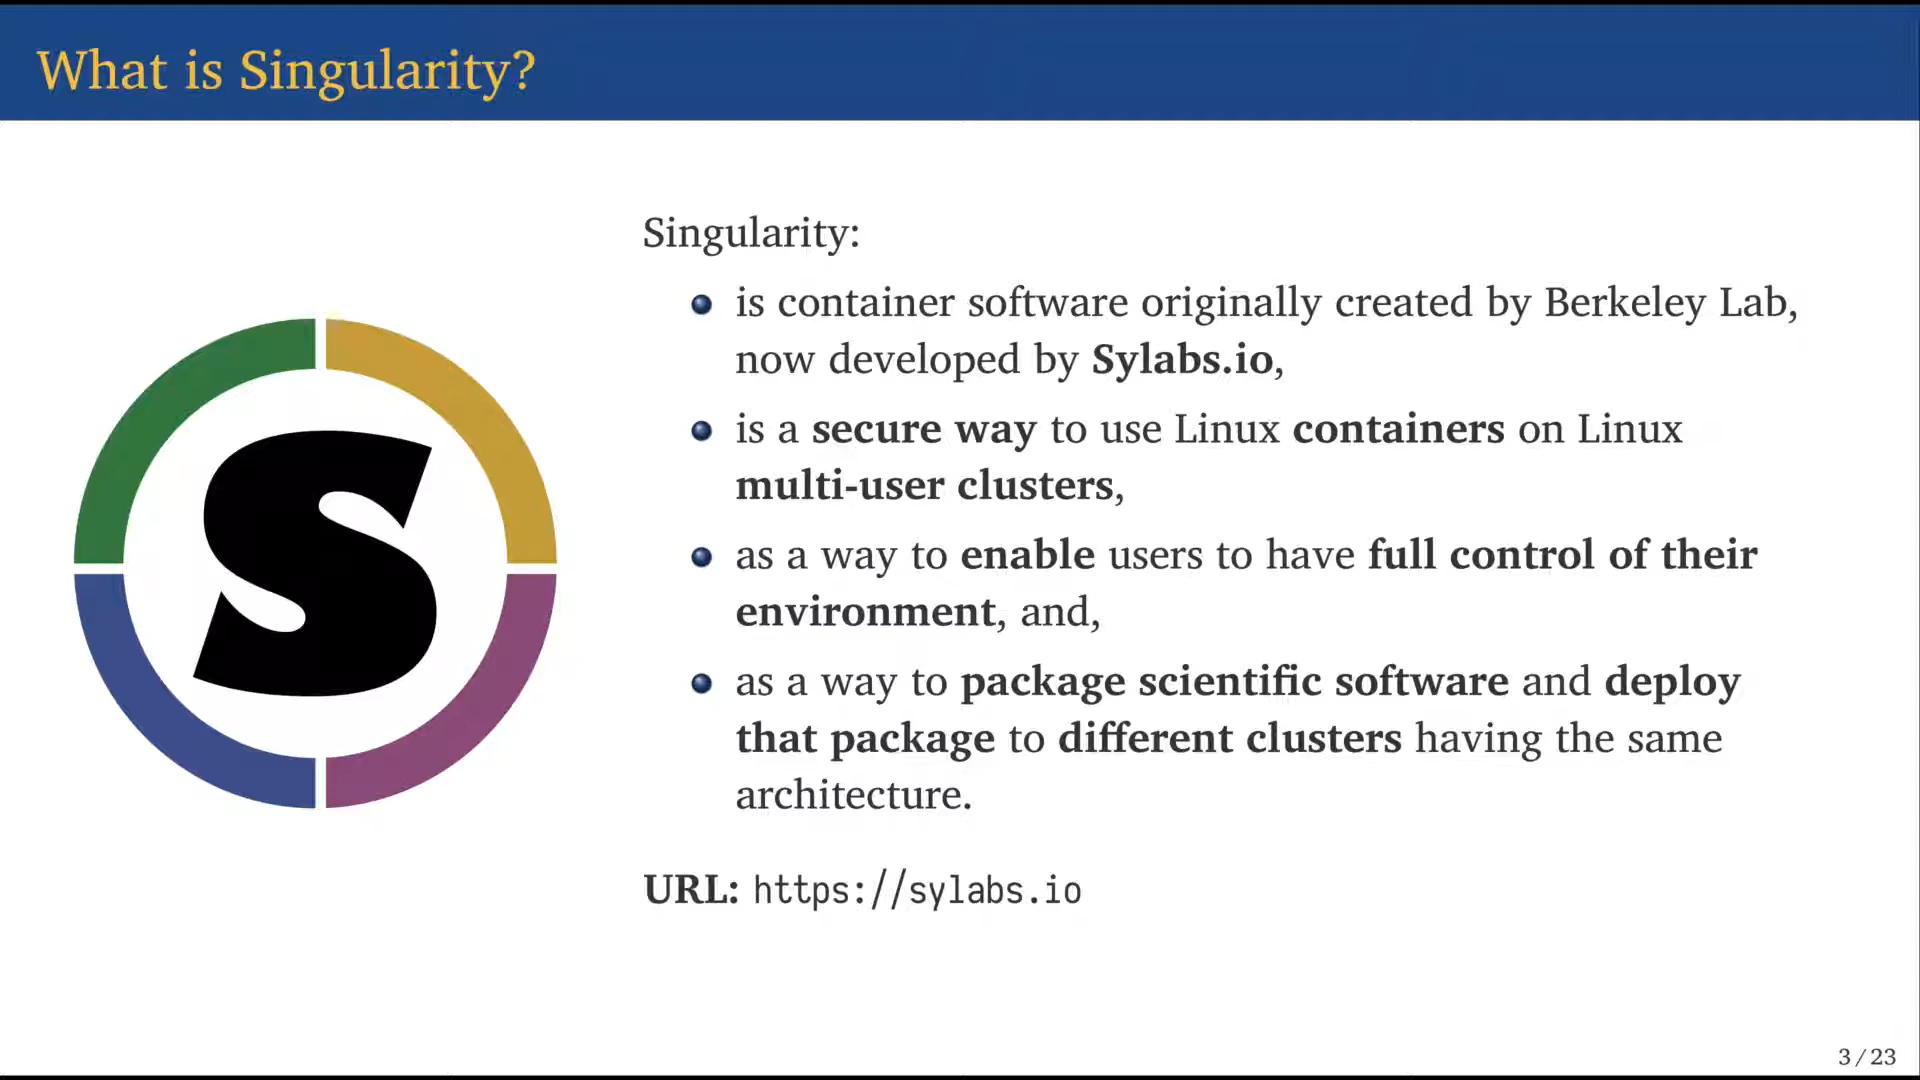 What is Singularity?
S
Singularity:
is container software originally created by Berkeley Lab,
now developed by Sylabs.io,
is a secure way to use Linux containers on Linux
multi-user clusters,
as a way to enable users to have full control of their
environment, and,
as a way to package scientific software and deploy
that package to different clusters having the same
architecture.
URL: https://sylabs.io
3 / 23